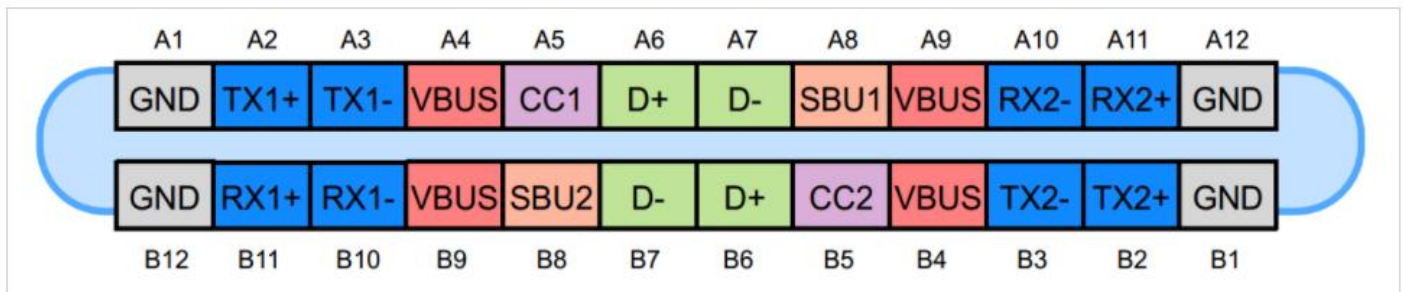 A1 A2 A3 A4 A5 A6 A7 A8 A9 A10 A11 A12
GND TX1+ TX1- VBUS CC1 D+ D- SBU1 VBUS RX2- RX2+ GND
GND RX1+ RX1- VBUS SBU2 D- D+ CC2 VBUS TX2- TX2+ GND
B12 B11 B10 B9 B8 B7 B6 B5 B4 B3 B2 B1